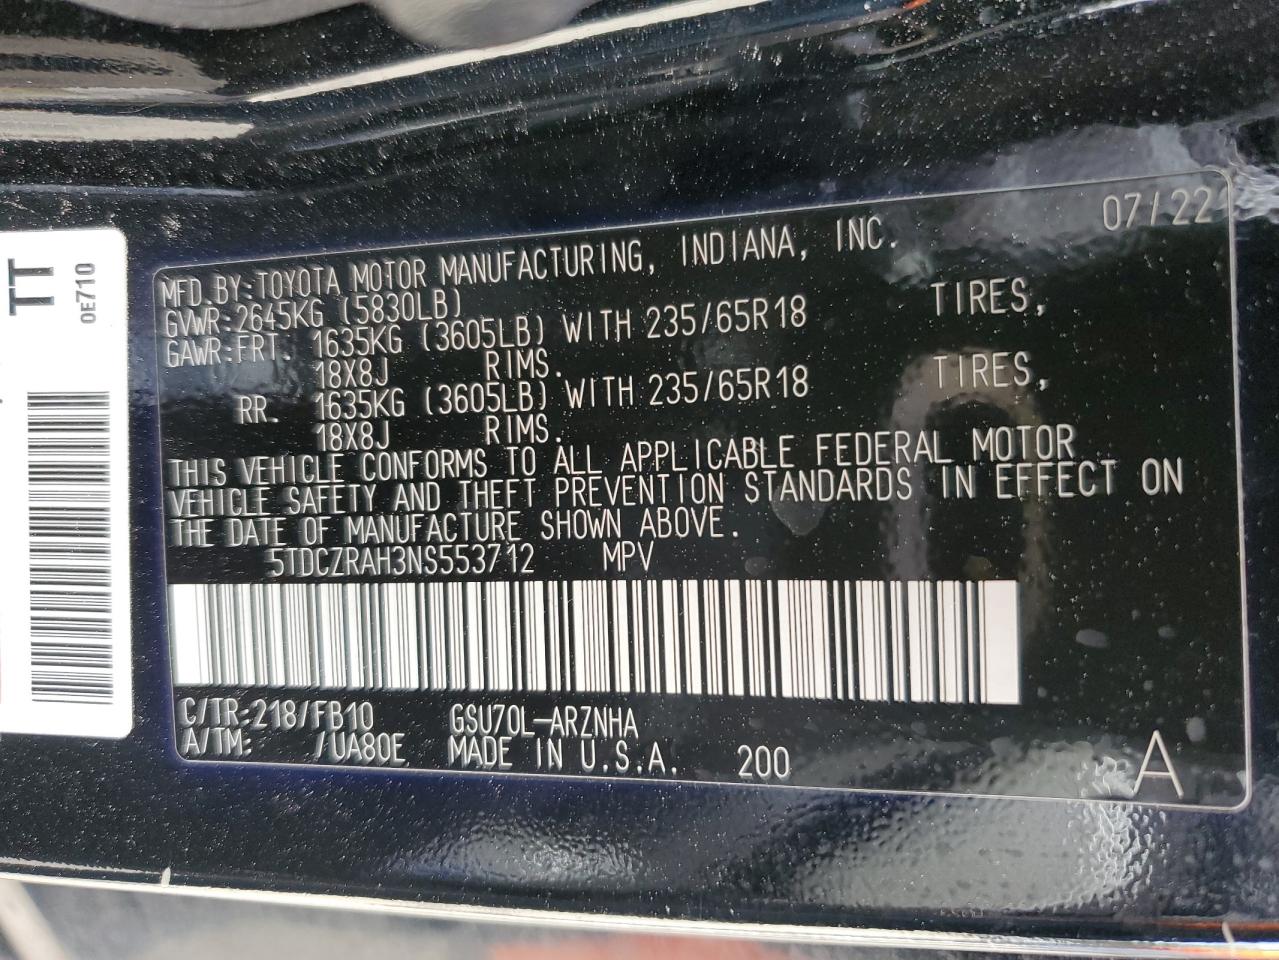 07/22
MFD.BY:TOYOTA MOTOR MANUFACTURING, INDIANA, INC.
GVWR:2645KG (5830LB)
GAWR:FRT. 1635KG (3605LB) WITH 235/65R18 TIRES,
18X8J RIMS.
RR. 1635KG (3605LB) WITH 235/65R18 TIRES,
18X8J RIMS.
THIS VEHICLE CONFORMS TO ALL APPLICABLE FEDERAL MOTOR
VEHICLE SAFETY AND THEFT PREVENTION STANDARDS IN EFFECT ON
THE DATE OF MANUFACTURE SHOWN ABOVE.
5TDCZRAH3NS553712 MPV
C/TR:218/FB10 GSU70L-ARZNHA
A/TM: /UA80E MADE IN U.S.A. 200
A
TT
0E710